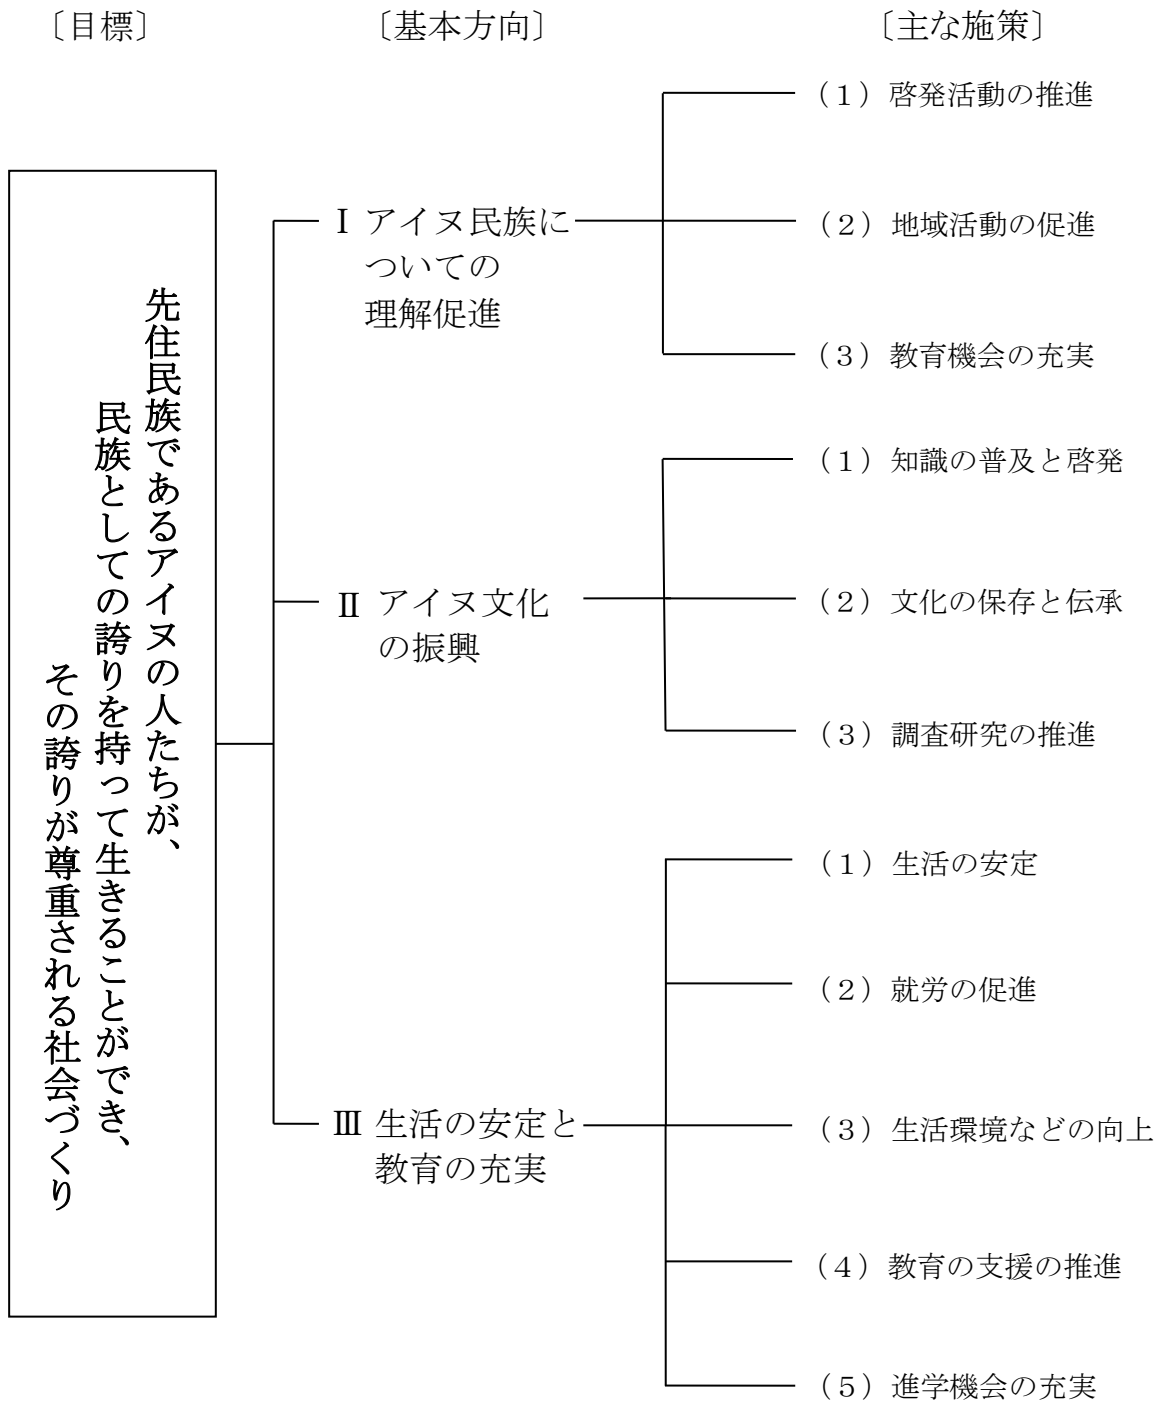 〔目標〕
〔基本方向〕
〔主な施策〕
先住民族であるアイヌの人たちが、
民族としての誇りを持って生きることができ、
その誇りが尊重される社会づくり
Ⅰ アイヌ民族に
ついての
理解促進
（１）啓発活動の推進
（２）地域活動の促進
（３）教育機会の充実
Ⅱ アイヌ文化
の振興
（１）知識の普及と啓発
（２）文化の保存と伝承
（３）調査研究の推進
Ⅲ 生活の安定と
教育の充実
（１）生活の安定
（２）就労の促進
（３）生活環境などの向上
（４）教育の支援の推進
（５）進学機会の充実